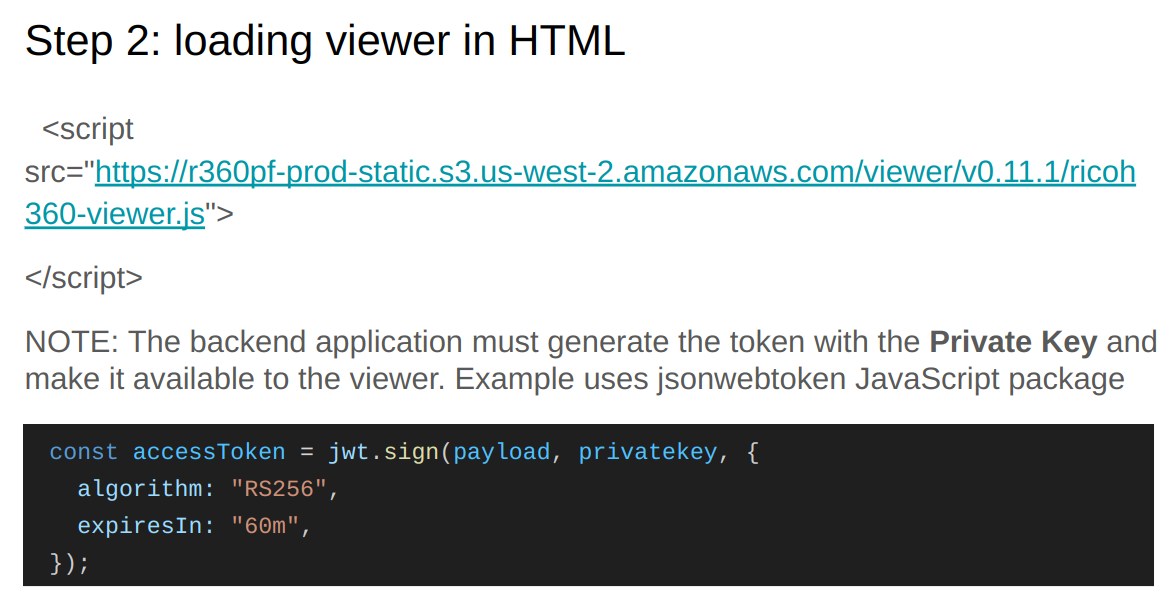 Step 2: loading viewer in HTML
<script
src="https://r360pf-prod-static.s3.us-west-2.amazonaws.com/viewer/v0.11.1/ricoh
360-viewer.js">
</script>
NOTE: The backend application must generate the token with the Private Key and
make it available to the viewer. Example uses jsonwebtoken JavaScript package
const accessToken = jwt.sign(payload, privatekey, {
  algorithm: "RS256",
  expiresIn: "60m",
});